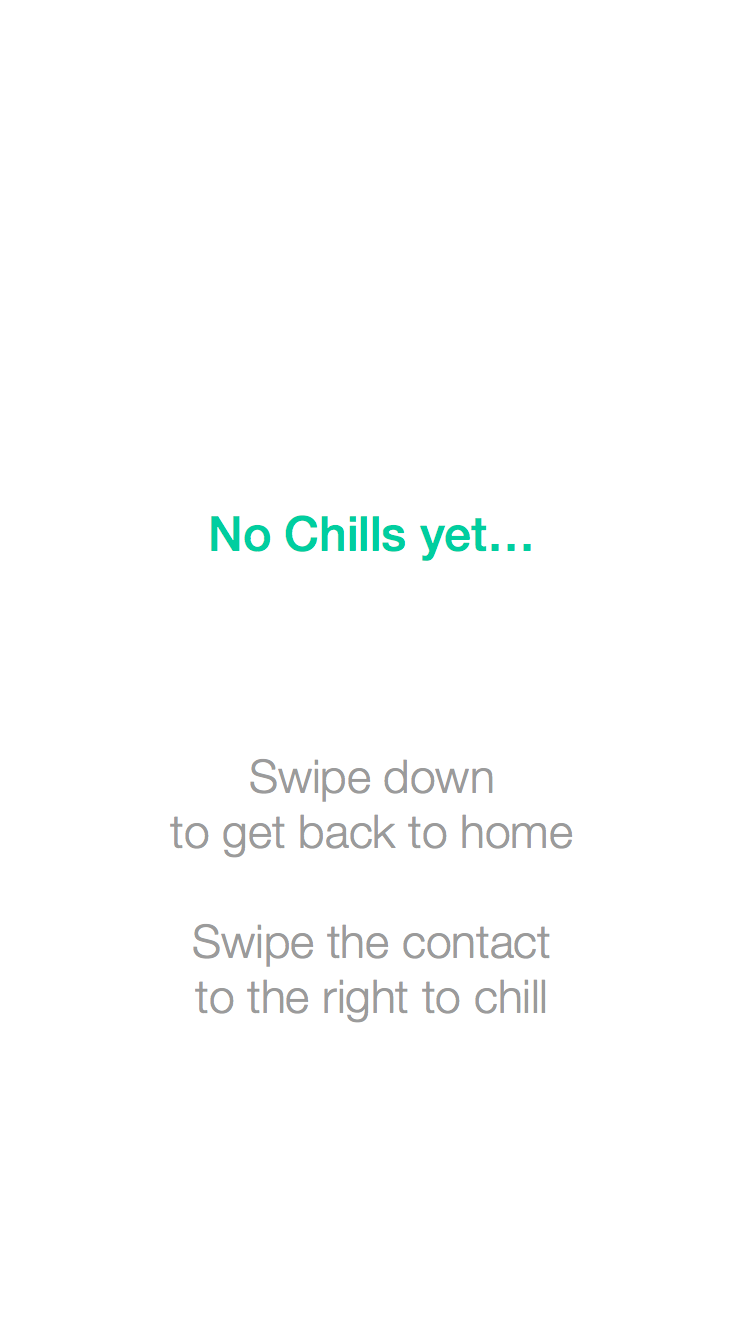 No Chills yet...
Swipe down
to get back to home
Swipe the contact
to the right to chill